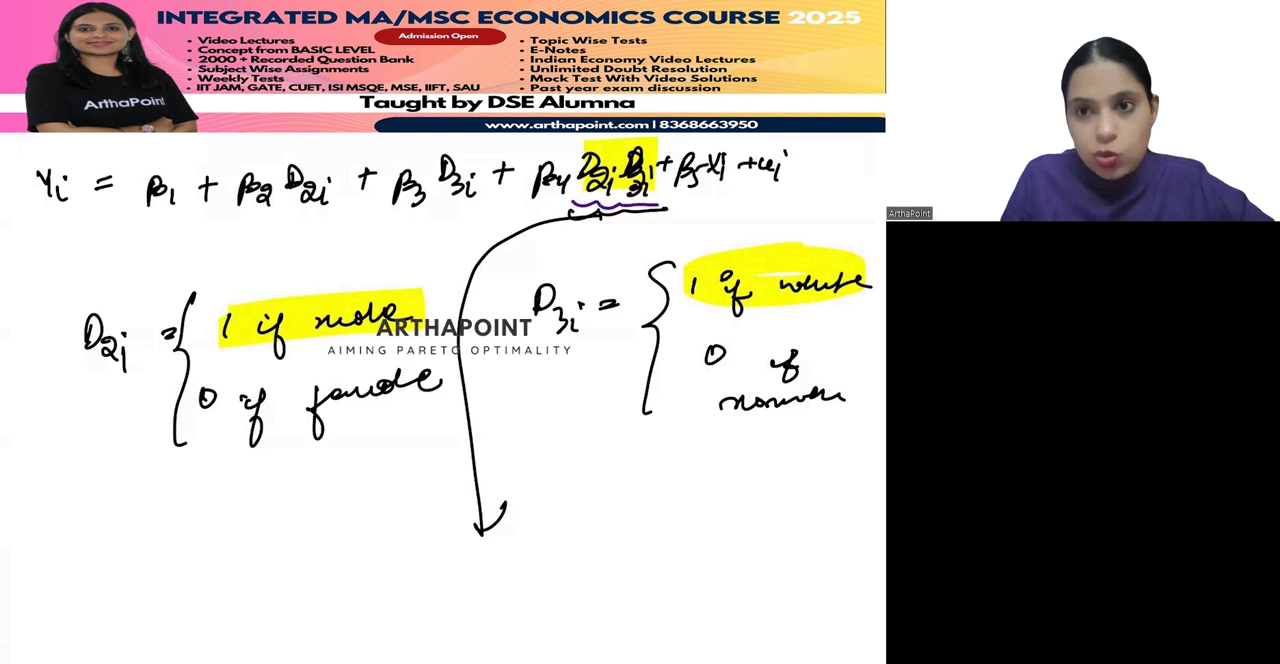 INTEGRATED MA/MSC ECONOMICS COURSE 2025
Admission Open
• Video Lectures
• Concept from BASIC LEVEL
• 2000 + Recorded Question Bank
• Subject Wise Assignments
• Weekly Tests
• IIT JAM, GATE, CUET, ISI MSQE, MSE, IIFT, SAU
• Topic Wise Tests
• E-Notes
• Indian Economy Video Lectures
• Unlimited Doubt Resolution
• Mock Test With Video Solutions
• Past year exam discussion
ArthaPoint
Taught by DSE Alumna
www.arthapoint.com | 8368663950
Yi = β1 + β2 D2i + β3 D3i + β4 D2i D3i + β5 Xi + ui
ArthaPoint
D2i = { 1 if male
0 if female
D3i = { 1 if white
0 if
ARTHAPOINT
AIMING PARETO OPTIMALITY